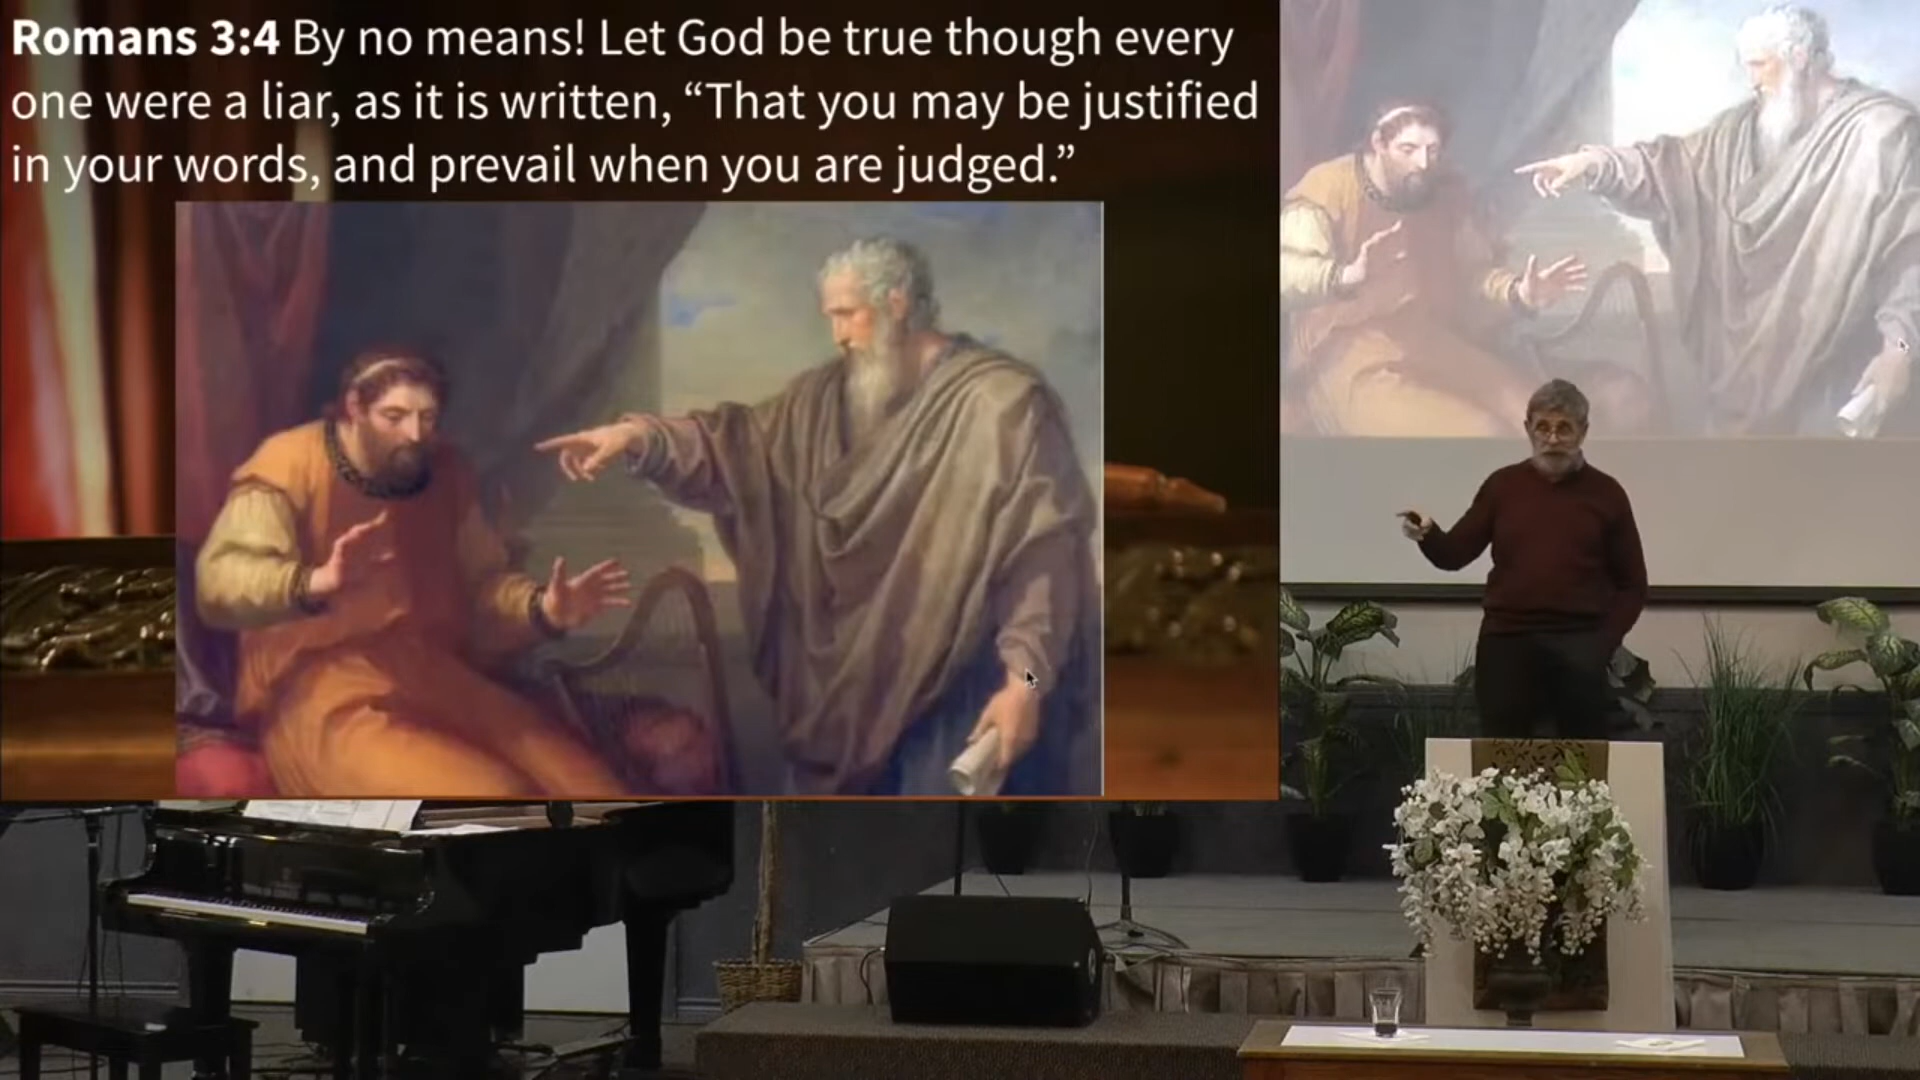 Romans 3:4 By no means! Let God be true though every
one were a liar, as it is written, “That you may be justified
in your words, and prevail when you are judged.”